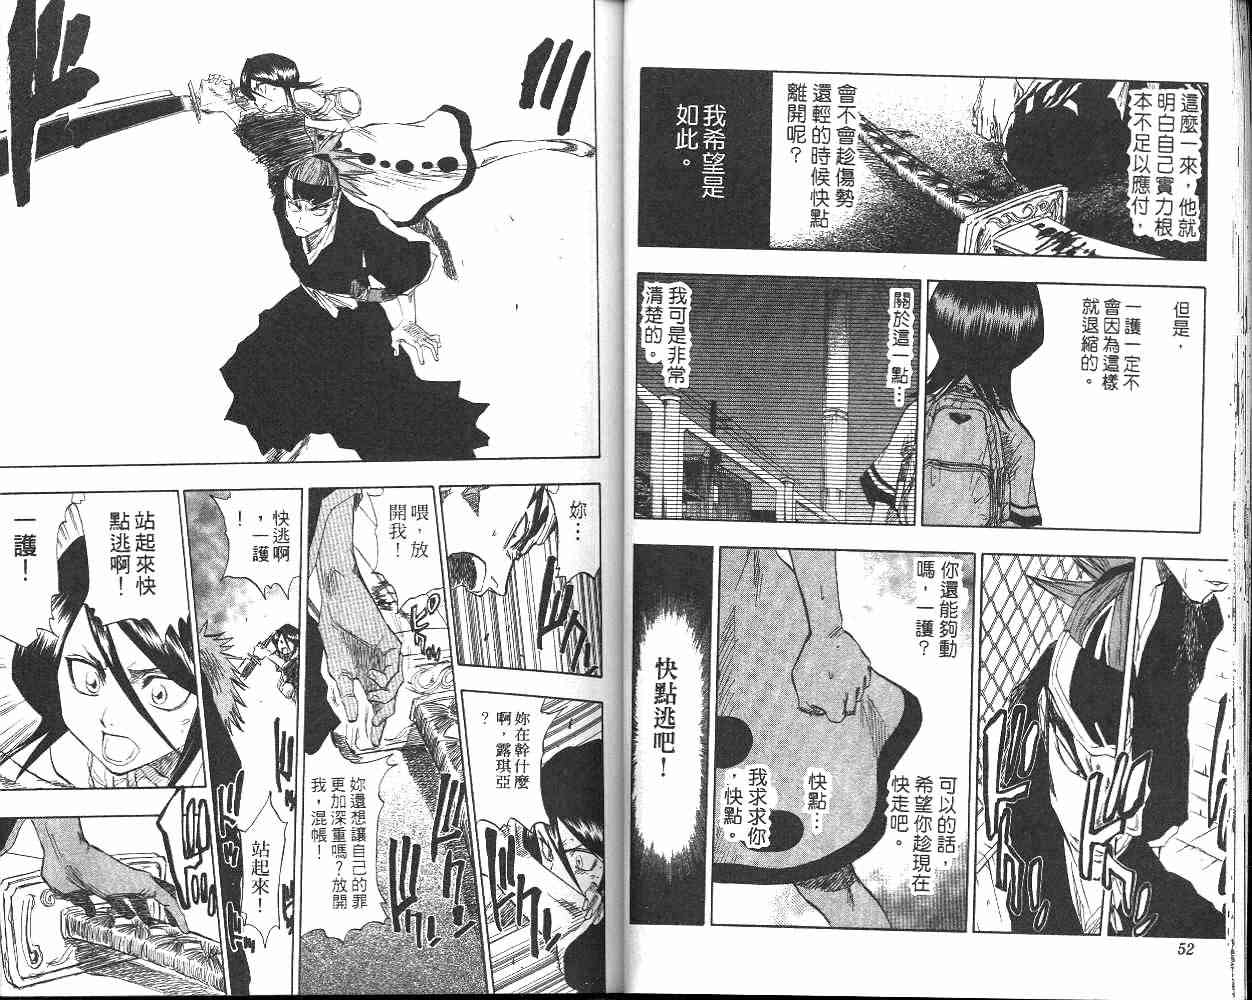 這麼一來，他就
明白自己實力根
本不足以應付，
會不會趁傷勢
還輕的時候快點
離開呢？
我希望是
如此。
但是，
一護一定不
會因為這樣
就退縮的。
關於這一點…
我可是非常
清楚的。
你還能夠動
嗎，一護？
可以的話，
希望你趁現在
快走吧。
快點…
我求求你
，快點。
快點逃吧！
52
妳…
喂，放
開我！
快逃啊
，一護
！
站起來快
點逃啊！
一護！
妳在幹什麼
啊，露琪亞
？
妳還想讓自己的罪
更加深重嗎？放開
我，混帳！
站起來！